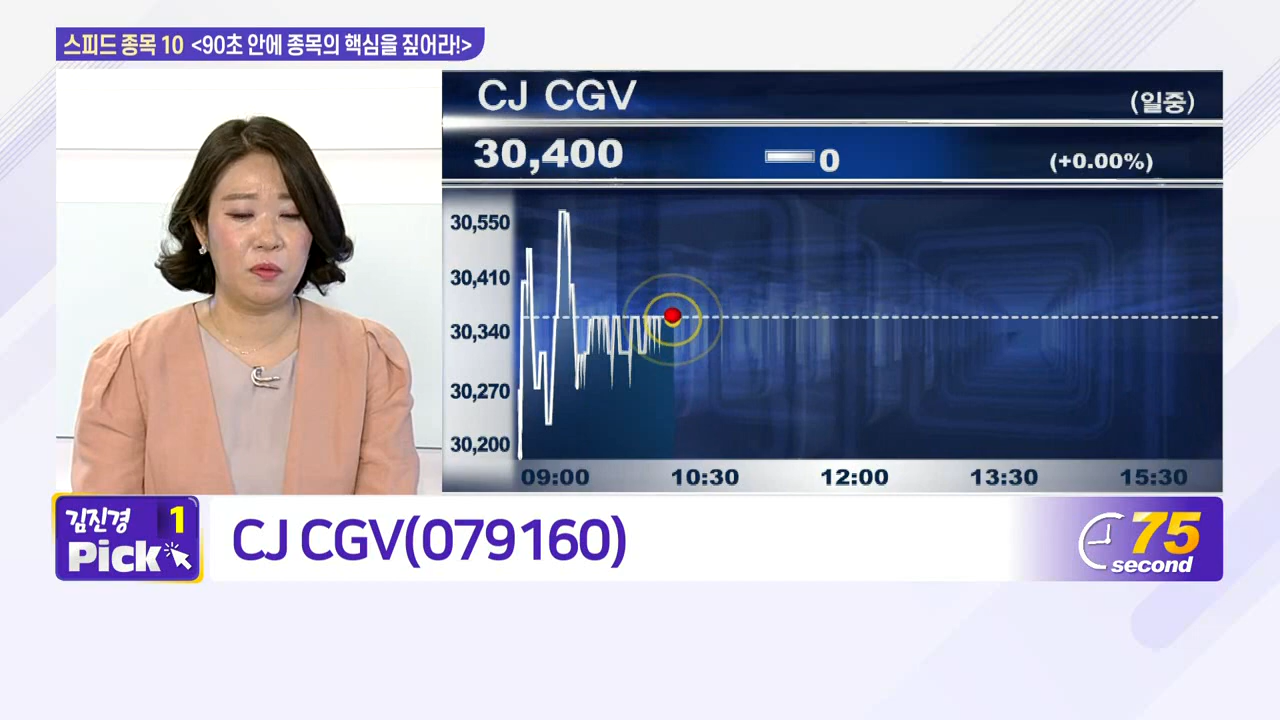 스피드 종목 10 <90초 안에 종목의 핵심을 짚어라!>
CJ CGV
(일중)
30,400
0
(+0.00%)
30,550
30,410
30,340
30,270
30,200
09:00
10:30
12:00
13:30
15:30
김진경 1
Pick
CJ CGV(079160)
75
second